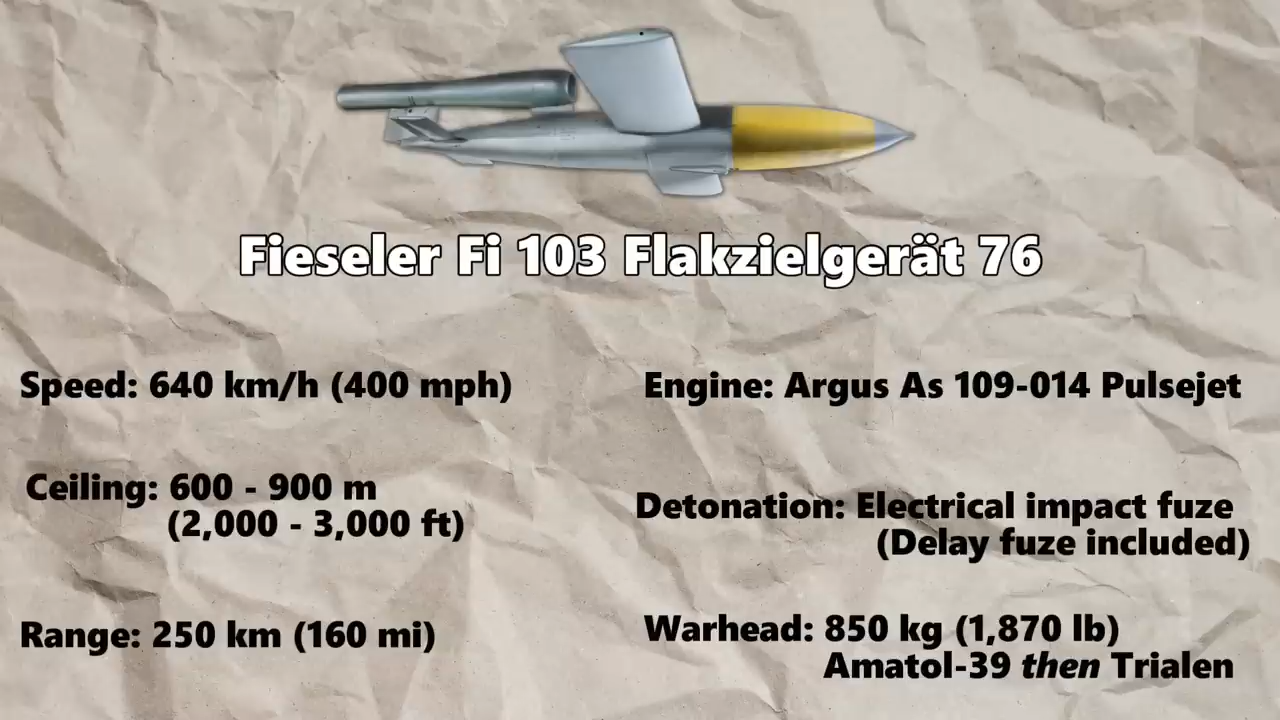 Fieseler Fi 103 Flakzielgerät 76
Speed: 640 km/h (400 mph)
Ceiling: 600 - 900 m
(2,000 - 3,000 ft)
Range: 250 km (160 mi)
Engine: Argus As 109-014 Pulsejet
Detonation: Electrical impact fuze
(Delay fuze included)
Warhead: 850 kg (1,870 lb)
Amatol-39 then Trialen